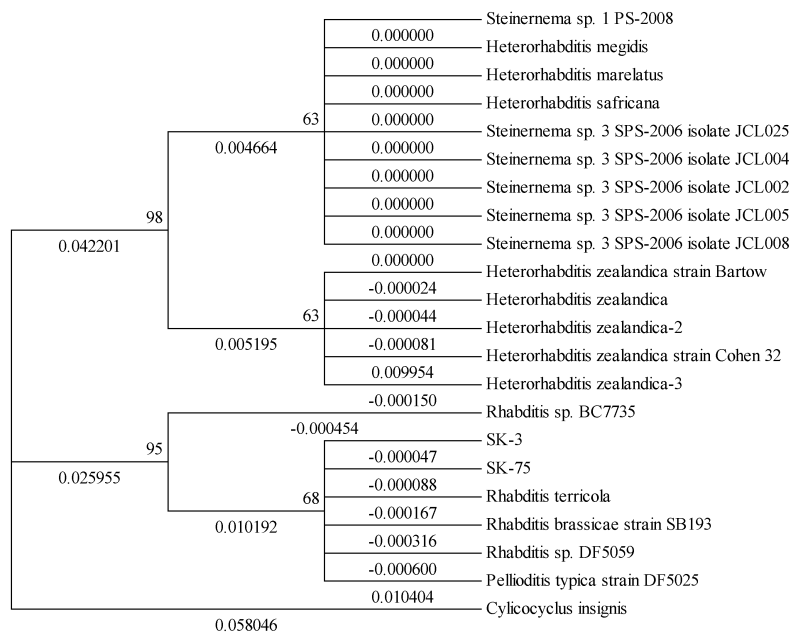 Steinernema sp. 1 PS-2008
0.000000
Heterorhabditis megidis
0.000000
Heterorhabditis marelatus
0.000000
Heterorhabditis safricana
0.000000
63
Steinernema sp. 3 SPS-2006 isolate JCL025
0.004664
0.000000
Steinernema sp. 3 SPS-2006 isolate JCL004
0.000000
Steinernema sp. 3 SPS-2006 isolate JCL002
0.000000
98
Steinernema sp. 3 SPS-2006 isolate JCL005
0.042201
0.000000
Steinernema sp. 3 SPS-2006 isolate JCL008
0.000000
Heterorhabditis zealandica strain Bartow
-0.000024
Heterorhabditis zealandica
-0.000044
63
Heterorhabditis zealandica-2
0.005195
-0.000081
Heterorhabditis zealandica strain Cohen 32
0.009954
Heterorhabditis zealandica-3
-0.000150
Rhabditis sp. BC7735
-0.000454
95
SK-3
0.025955
-0.000047
SK-75
-0.000088
68
Rhabditis terricola
0.010192
-0.000167
Rhabditis brassicae strain SB193
-0.000316
Rhabditis sp. DF5059
-0.000600
Pellioditis typica strain DF5025
0.010404
Cylicocyclus insignis
0.058046